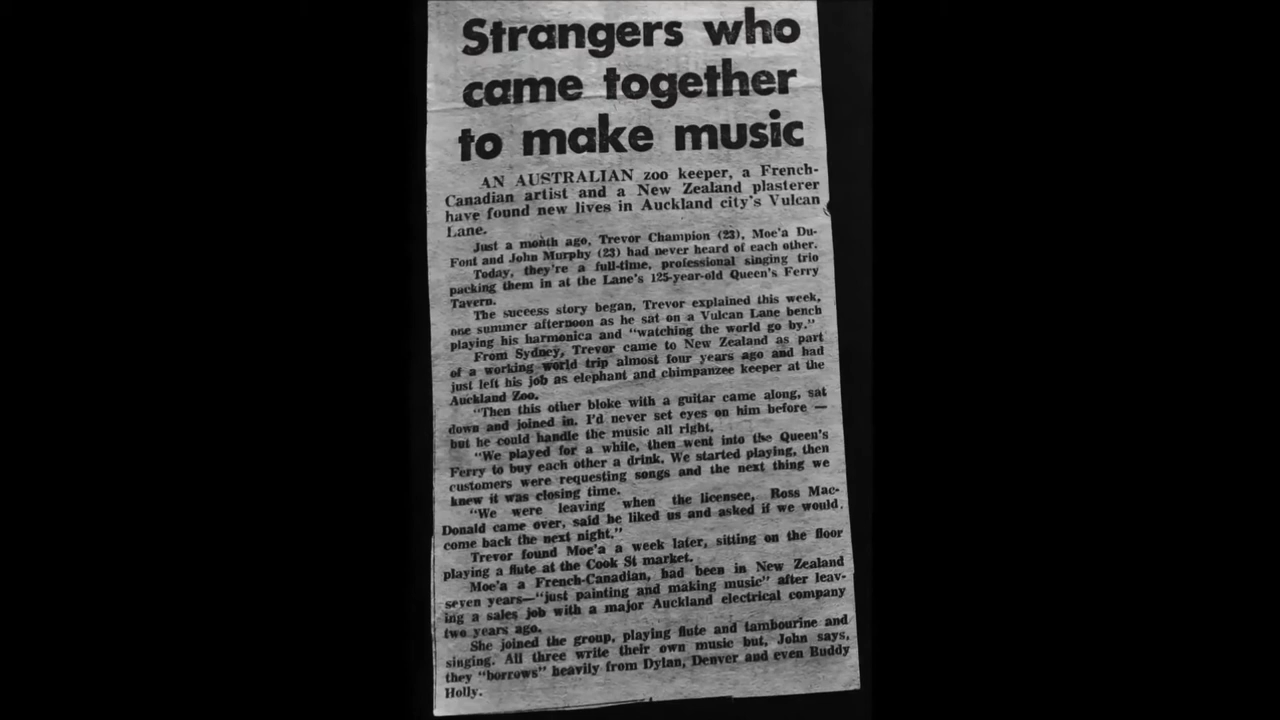 Strangers who
came together
to make music
AN AUSTRALIAN zoo keeper, a French-
Canadian artist and a New Zealand plasterer
have found new lives in Auckland city's Vulcan
Lane.
Just a month ago, Trevor Champion (23), Moe'a Du-
Font and John Murphy (23) had never heard of each other.
Today, they're a full-time, professional singing trio
packing them in at the Lane's 125-year-old Queen's Ferry
Tavern.
The success story began, Trevor explained this week,
one summer afternoon as he sat on a Vulcan Lane bench
playing his harmonica and "watching the world go by."
From Sydney, Trevor came to New Zealand as part
of a working world trip almost four years ago and had
just left his job as elephant and chimpanzee keeper at the
Auckland Zoo.
"Then this other bloke with a guitar came along, sat
down and joined in. I'd never set eyes on him before —
but he could handle the music all right.
"We played for a while, then went into the Queen's
Ferry to buy each other a drink. We started playing, then
customers were requesting songs and the next thing we
knew it was closing time.
"We were leaving when the licensee, Ross Mac-
Donald came over, said he liked us and asked if we would
come back the next night."
Trevor found Moe'a a week later, sitting on the floor
playing a flute at the Cook St market.
Moe'a a French-Canadian, had been in New Zealand
seven years—"just painting and making music" after leav-
ing a sales job with a major Auckland electrical company
two years ago.
She joined the group, playing flute and tambourine and
singing. All three write their own music but, John says,
they "borrows" heavily from Dylan, Denver and even Buddy
Holly.